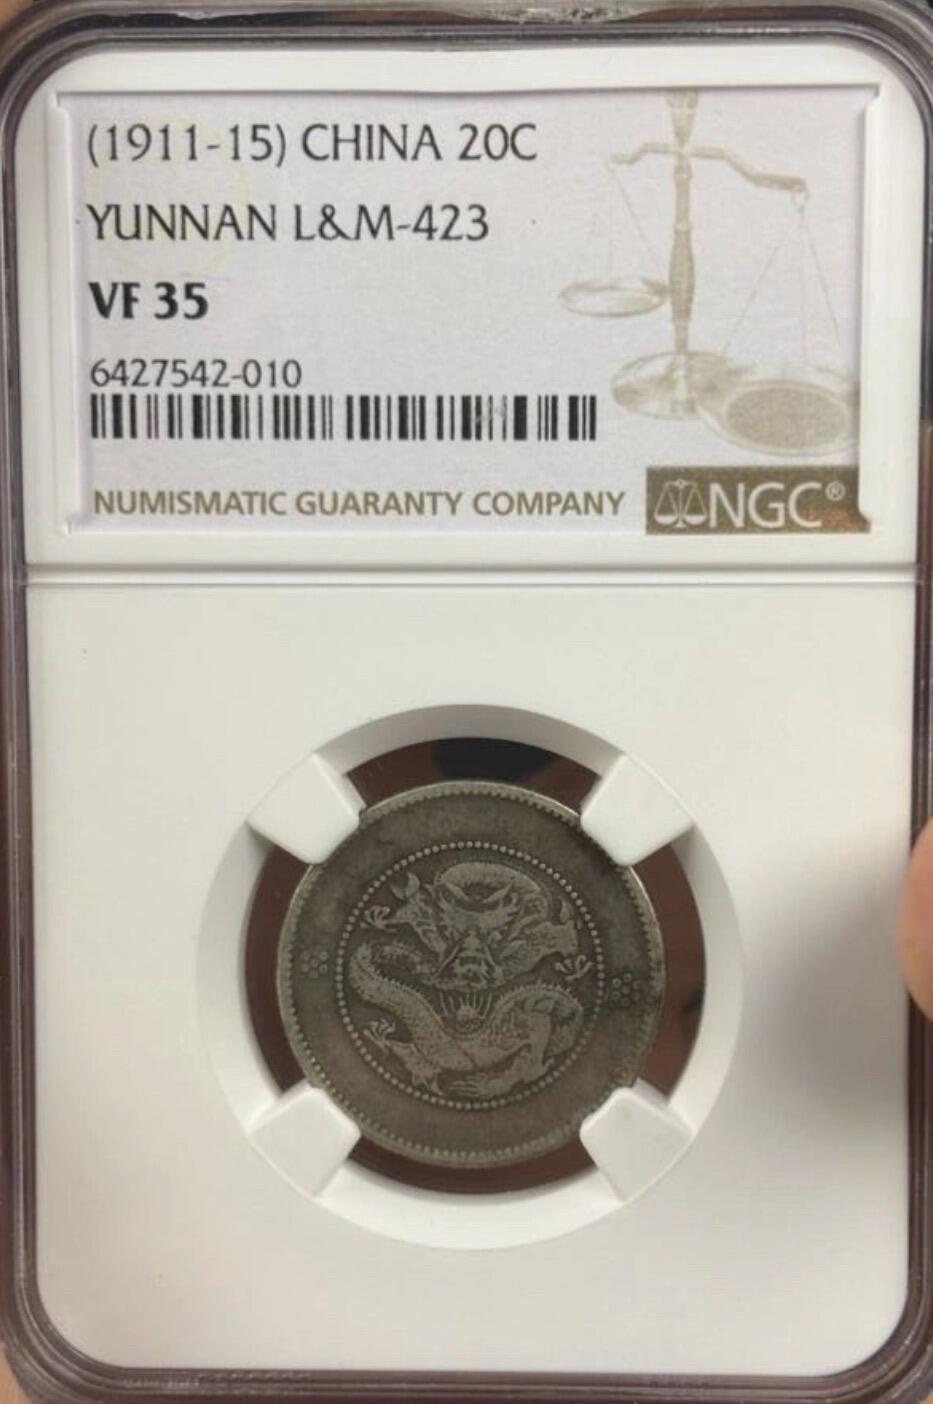 (1911-15) CHINA 20C
YUNNAN L&M-423
VF 35
6427542-010
NUMISMATIC GUARANTY COMPANY NGC®